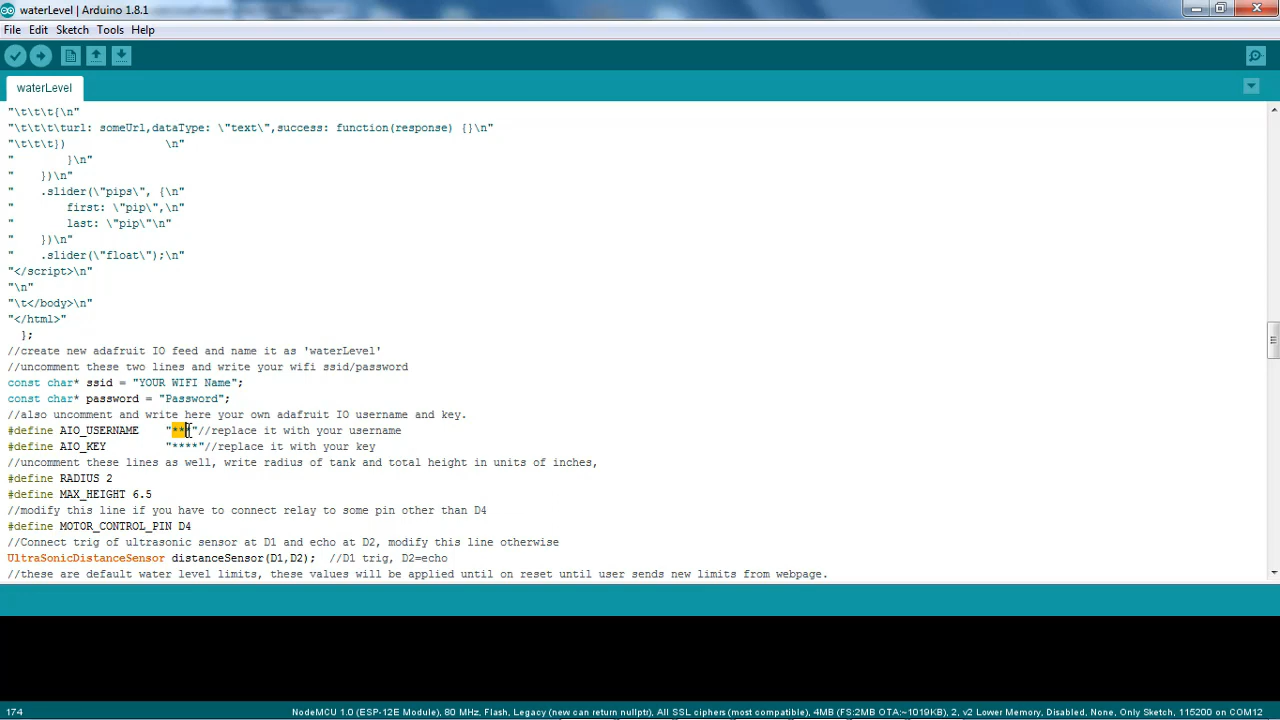 waterLevel | Arduino 1.8.1
File Edit Sketch Tools Help
waterLevel
"\t\t\t{\n"
"\t\t\t\turl: someUrl,dataType: \"text\",success: function(response) {}\n"
"\t\t\t})           \n"
"        }\n"
"    })\n"
"    .slider(\"pips\", {\n"
"        first: \"pip\",\n"
"        last: \"pip\"\n"
"    })\n"
"    .slider(\"float\");\n"
"</script>\n"
"\n"
"\t</body>\n"
"</html>"
  };
//create new adafruit IO feed and name it as 'waterLevel'
//uncomment these two lines and write your wifi ssid/password
const char* ssid = "YOUR WIFI Name";
const char* password = "Password";
//also uncomment and write here your own adafruit IO username and key.
#define AIO_USERNAME    "***"//replace it with your username
#define AIO_KEY         "****"//replace it with your key
//uncomment these lines as well, write radius of tank and total height in units of inches,
#define RADIUS 2
#define MAX_HEIGHT 6.5
//modify this line if you have to connect relay to some pin other than D4
#define MOTOR_CONTROL_PIN D4
//Connect trig of ultrasonic sensor at D1 and echo at D2, modify this line otherwise
UltraSonicDistanceSensor distanceSensor(D1,D2);  //D1 trig, D2=echo
//these are default water level limits, these values will be applied until on reset until user sends new limits from webpage.
174 NodeMCU 1.0 (ESP-12E Module), 80 MHz, Flash, Legacy (new can return nullptr), All SSL ciphers (most compatible), 4MB (FS:2MB OTA:~1019KB), 2, v2 Lower Memory, Disabled, None, Only Sketch, 115200 on COM12